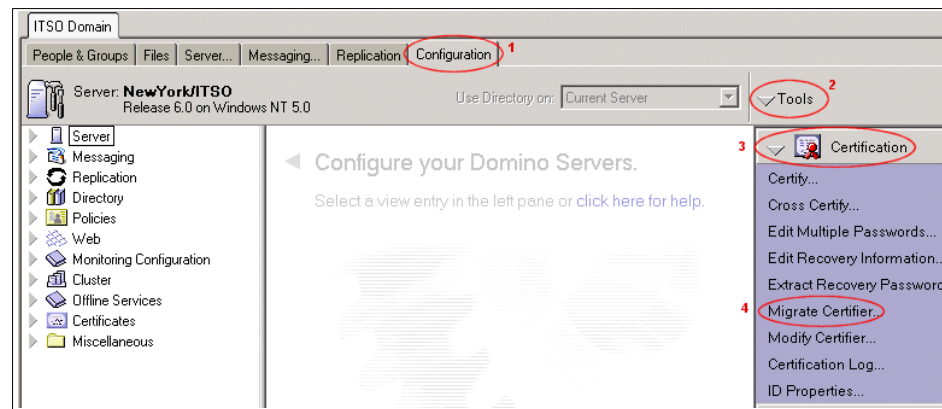 ITSO Domain
People & Groups Files Server... Messaging... Replication Configuration 1
Server: NewYork/ITSO
Release 6.0 on Windows NT 5.0
Use Directory on: Current Server
Tools 2
Server
Messaging
Replication
Directory
Policies
Web
Monitoring Configuration
Cluster
Offline Services
Certificates
Miscellaneous
Configure your Domino Servers.
Select a view entry in the left pane or click here for help.
3 Certification
Certify...
Cross Certify...
Edit Multiple Passwords...
Edit Recovery Information..
Extract Recovery Password
4 Migrate Certifier..
Modify Certifier...
Certification Log...
ID Properties...